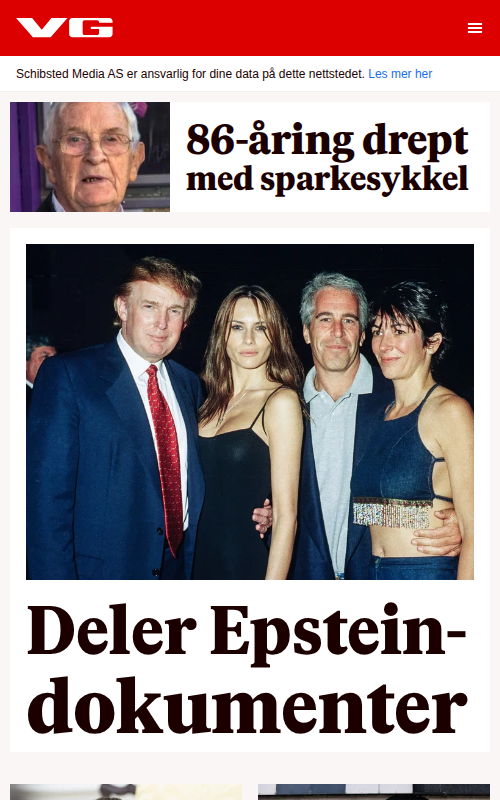 VG
Schibsted Media AS er ansvarlig for dine data på dette nettstedet. Les mer her
86-åring drept
med sparkesykkel
Deler Epstein-
dokumenter